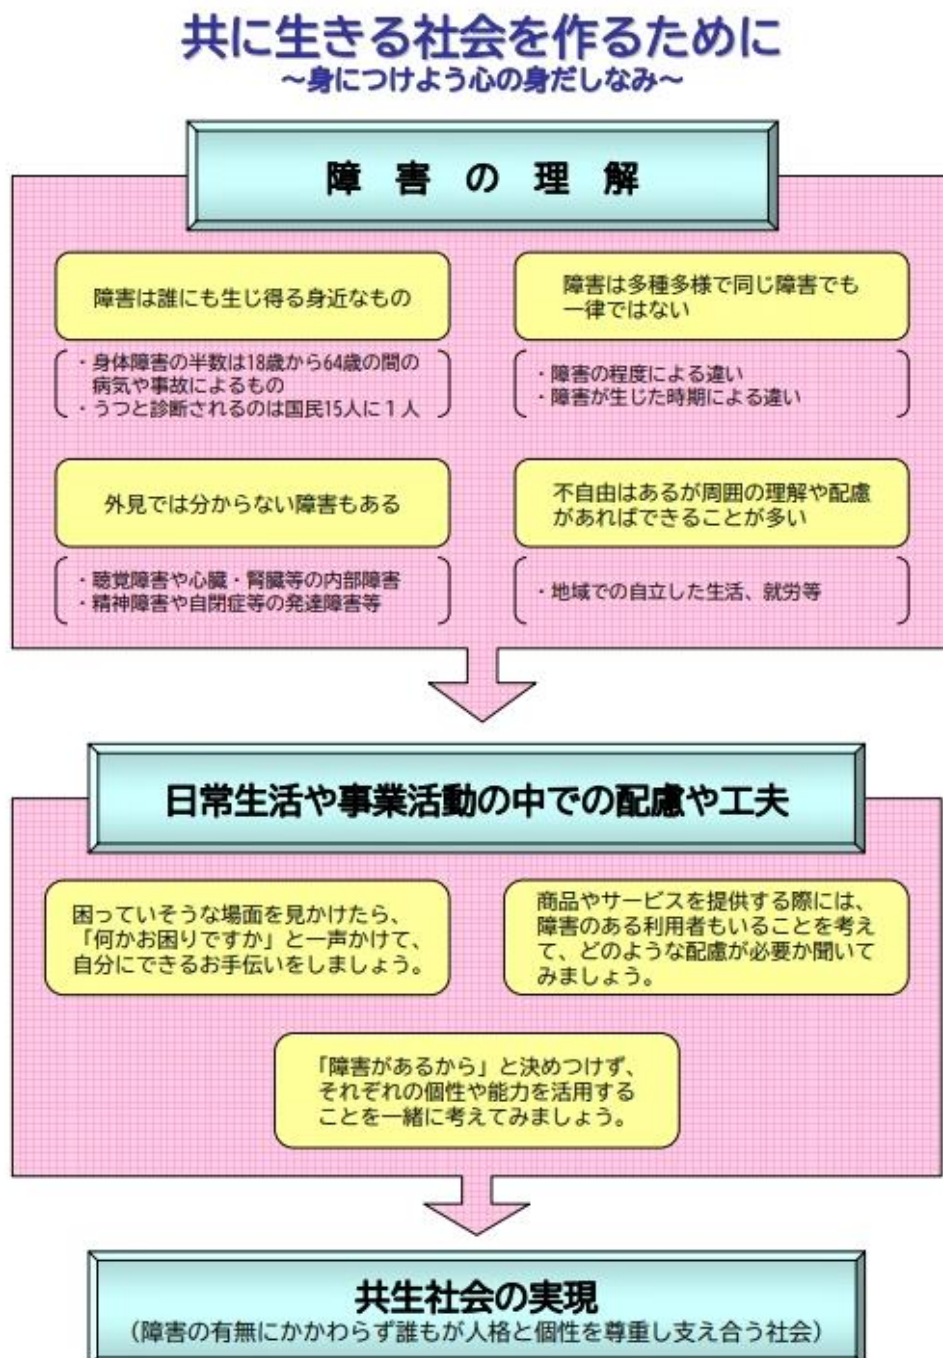 共に生きる社会を作るために
～身につけよう心の身だしなみ～
障害の理解
障害は誰にも生じ得る身近なもの
・身体障害の半数は18歳から64歳の間の
病気や事故によるもの
・うつと診断されるのは国民15人に１人
障害は多種多様で同じ障害でも
一律ではない
・障害の程度による違い
・障害が生じた時期による違い
外見では分からない障害もある
・聴覚障害や心臓・腎臓等の内部障害
・精神障害や自閉症等の発達障害等
不自由はあるが周囲の理解や配慮
があればできることが多い
・地域での自立した生活、就労等
日常生活や事業活動の中での配慮や工夫
困っていそうな場面を見かけたら、
「何かお困りですか」と一声かけて、
自分にできるお手伝いをしましょう。
商品やサービスを提供する際には、
障害のある利用者もいることを考え
て、どのような配慮が必要か聞いて
みましょう。
「障害があるから」と決めつけず、
それぞれの個性や能力を活用する
ことを一緒に考えてみましょう。
共生社会の実現
（障害の有無にかかわらず誰もが人格と個性を尊重し支え合う社会）